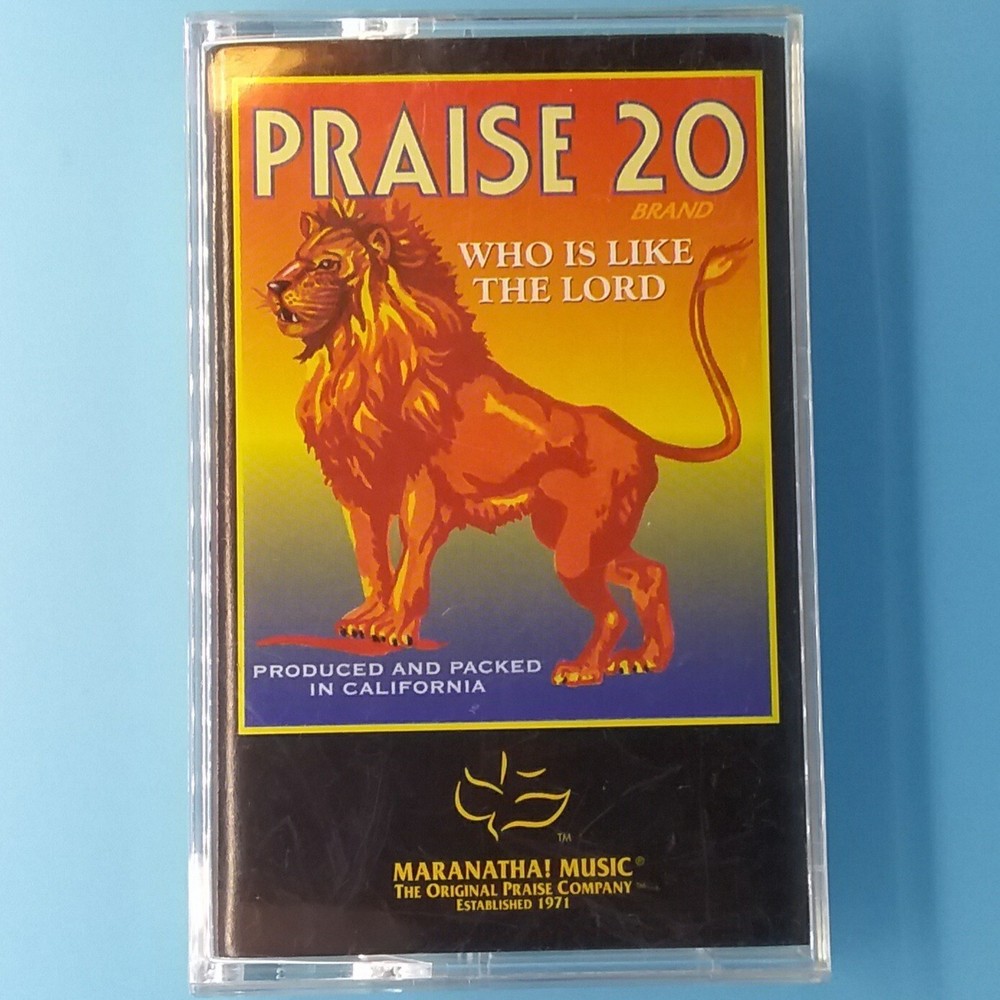 PRAISE 20
BRAND
WHO IS LIKE
THE LORD
PRODUCED AND PACKED
IN CALIFORNIA
TM
MARANATHA! MUSIC®
THE ORIGINAL PRAISE COMPANY™
ESTABLISHED 1971